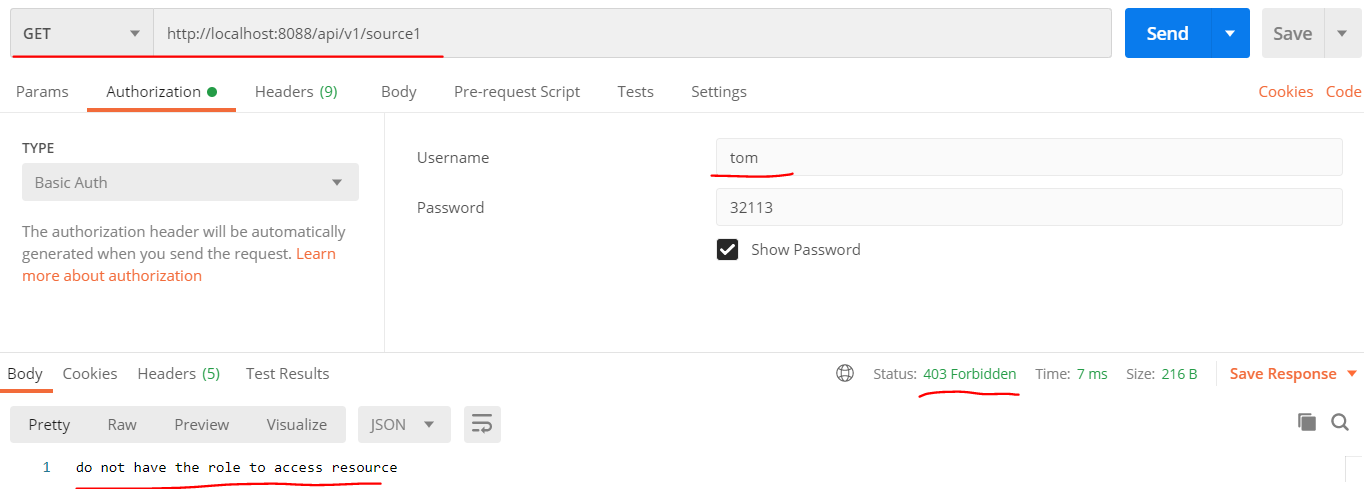 GET http://localhost:8088/api/v1/source1 Send Save
Params Authorization Headers (9) Body Pre-request Script Tests Settings Cookies Code
TYPE
Basic Auth
The authorization header will be automatically
generated when you send the request. Learn
more about authorization
Username tom
Password 32113
Show Password
Body Cookies Headers (5) Test Results Status: 403 Forbidden Time: 7 ms Size: 216 B Save Response
Pretty Raw Preview Visualize JSON
1 do not have the role to access resource